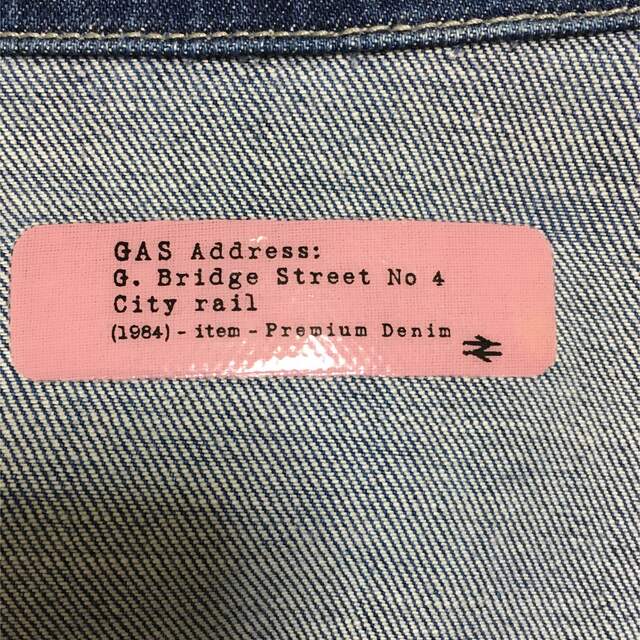 GAS Address:
G. Bridge Street No 4
City rail
(1984) - item - Premium Denim